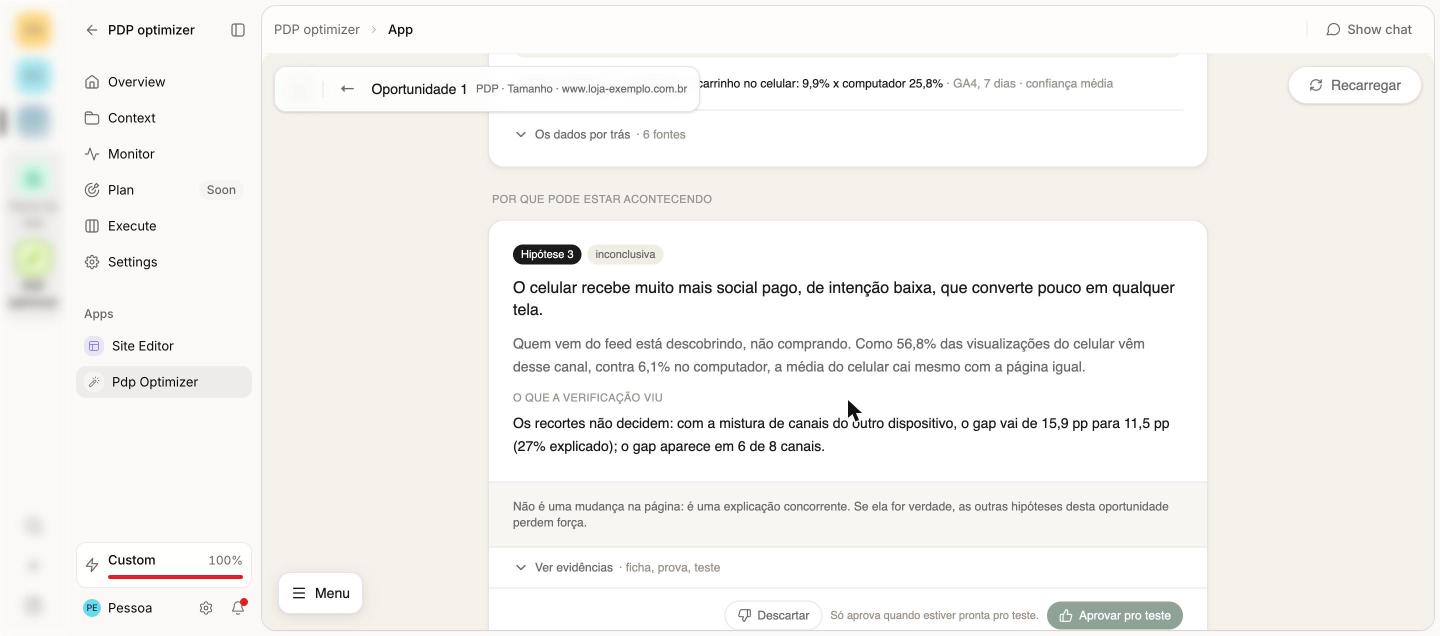 PDP optimizer
Overview
Context
Monitor
Plan
Soon
Execute
Settings
Apps
Site Editor
Pdp Optimizer
Custom
100%
PE
Pessoa
PDP optimizer > App
Show chat
← Oportunidade 1 PDP · Tamanho · www.loja-exemplo.com.br
carrinho no celular: 9,9% x computador 25,8% · GA4, 7 dias · confiança média
Recarregar
Os dados por trás · 6 fontes
POR QUE PODE ESTAR ACONTECENDO
Hipótese 3 inconclusiva
O celular recebe muito mais social pago, de intenção baixa, que converte pouco em qualquer
tela.
Quem vem do feed está descobrindo, não comprando. Como 56,8% das visualizações do celular vêm
desse canal, contra 6,1% no computador, a média do celular cai mesmo com a página igual.
O QUE A VERIFICAÇÃO VIU
Os recortes não decidem: com a mistura de canais do outro dispositivo, o gap vai de 15,9 pp para 11,5 pp
(27% explicado); o gap aparece em 6 de 8 canais.
Não é uma mudança na página: é uma explicação concorrente. Se ela for verdade, as outras hipóteses desta oportunidade
perdem força.
Ver evidências · ficha, prova, teste
Menu
Descartar
Só aprova quando estiver pronta pro teste.
Aprovar pro teste